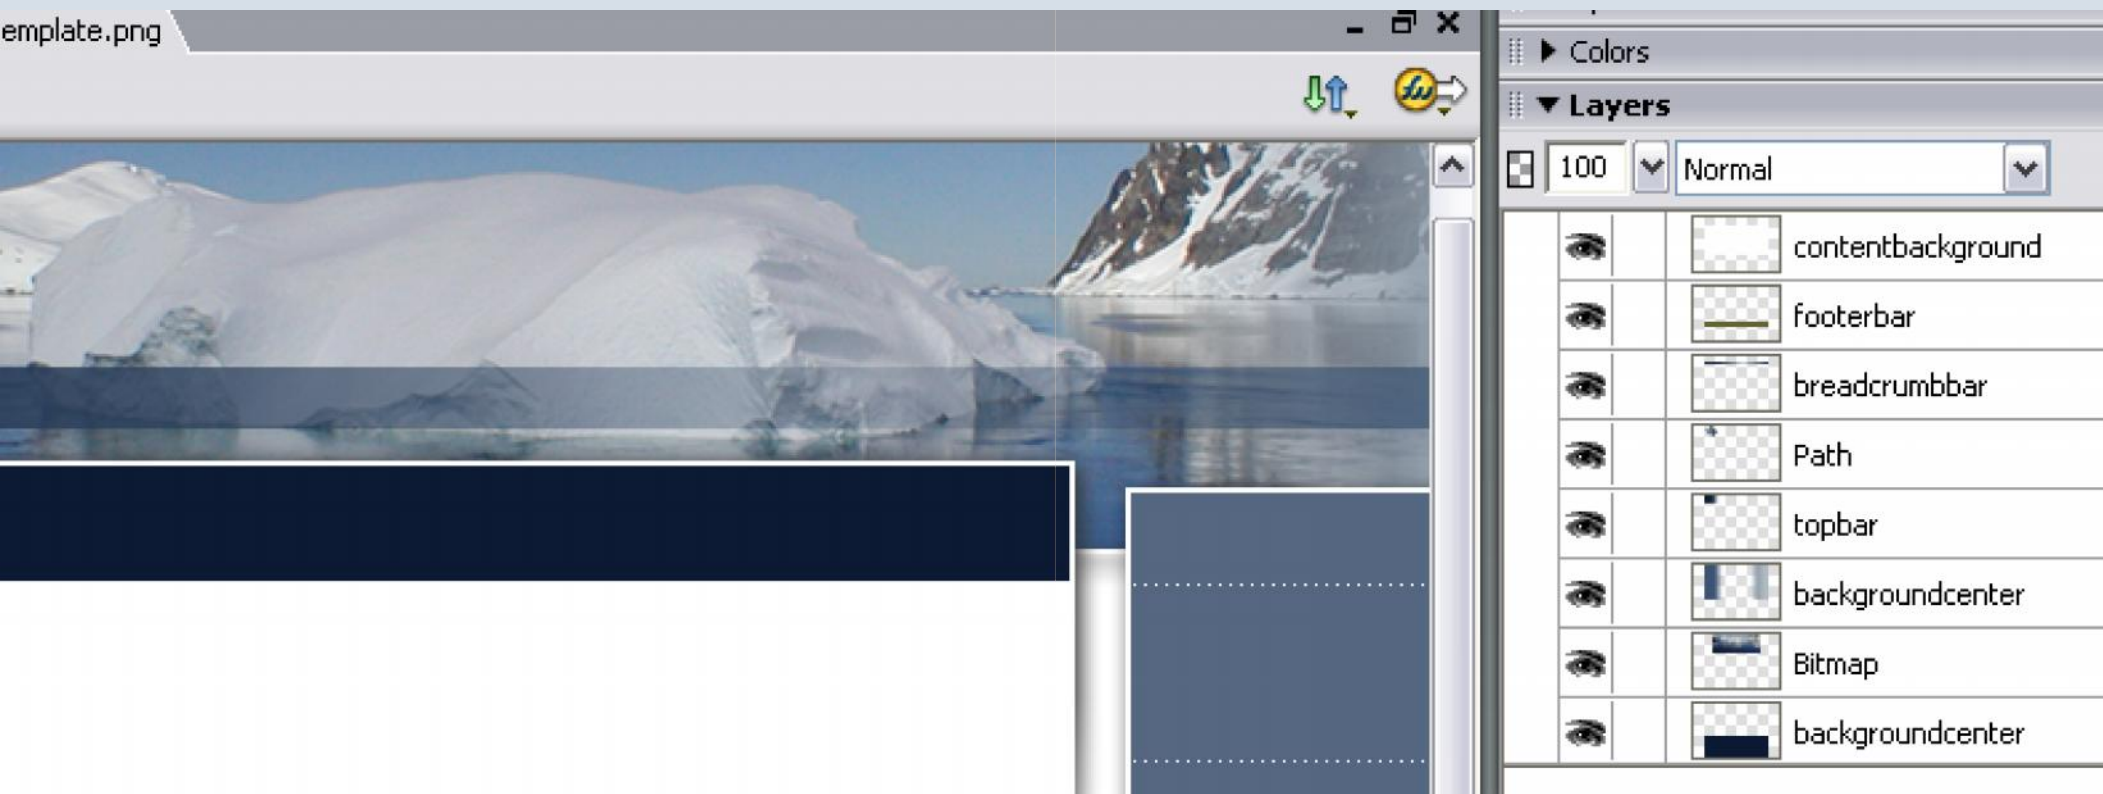 emplate.png
Colors
Layers
100
Normal
contentbackground
footerbar
breadcrumbbar
Path
topbar
backgroundcenter
Bitmap
backgroundcenter